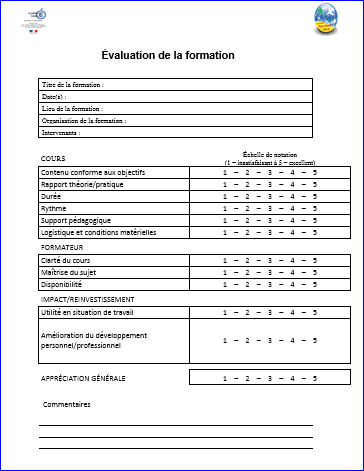 Évaluation de la formation
Titre de la formation :
Date(s) :
Lieu de la formation :
Organisation de la formation :
Intervenants :
COURS
Échelle de notation
(1 = insatisfaisant à 5 = excellent)
Contenu conforme aux objectifs 1 – 2 – 3 – 4 – 5
Rapport théorie/pratique 1 – 2 – 3 – 4 – 5
Durée 1 – 2 – 3 – 4 – 5
Rythme 1 – 2 – 3 – 4 – 5
Support pédagogique 1 – 2 – 3 – 4 – 5
Logistique et conditions matérielles 1 – 2 – 3 – 4 – 5
FORMATEUR
Clarté du cours 1 – 2 – 3 – 4 – 5
Maîtrise du sujet 1 – 2 – 3 – 4 – 5
Disponibilité 1 – 2 – 3 – 4 – 5
IMPACT/REINVESTISSEMENT
Utilité en situation de travail 1 – 2 – 3 – 4 – 5
Amélioration du développement
personnel/professionnel 1 – 2 – 3 – 4 – 5
APPRÉCIATION GÉNÉRALE 1 – 2 – 3 – 4 – 5
Commentaires